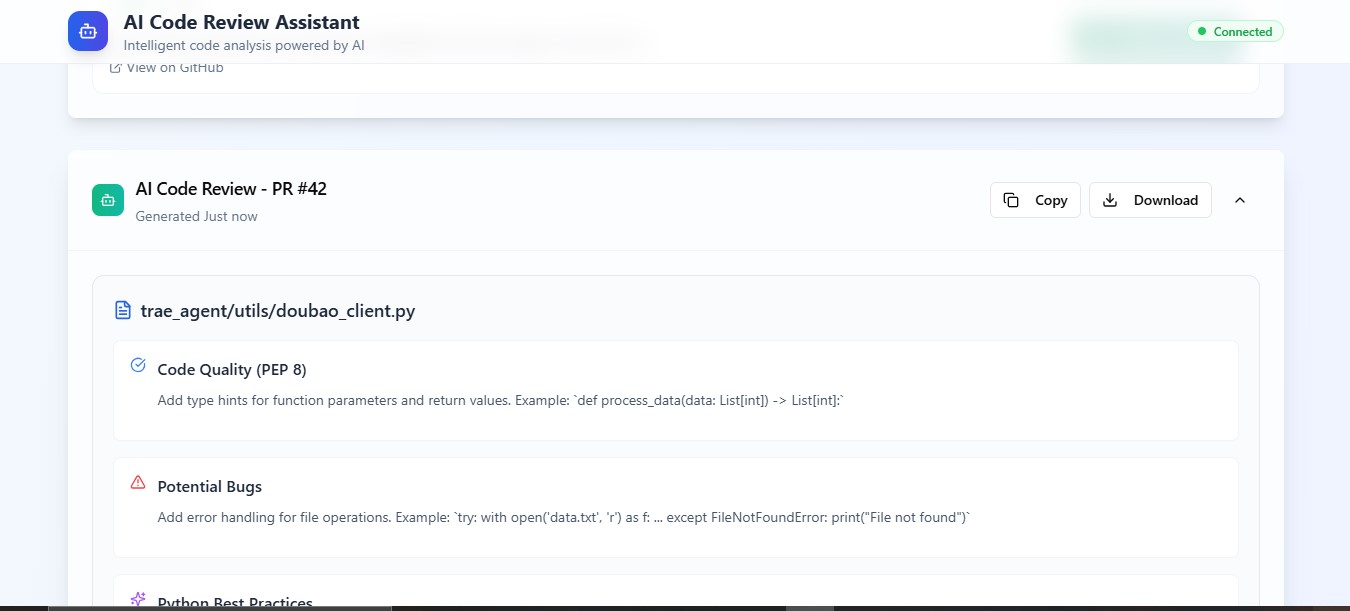 AI Code Review Assistant
Intelligent code analysis powered by AI
Connected
View on GitHub
AI Code Review - PR #42
Generated Just now
Copy
Download
trae_agent/utils/doubao_client.py
Code Quality (PEP 8)
Add type hints for function parameters and return values. Example: `def process_data(data: List[int]) -> List[int]:`
Potential Bugs
Add error handling for file operations. Example: `try: with open('data.txt', 'r') as f: ... except FileNotFoundError: print("File not found")`
Python Best Practices